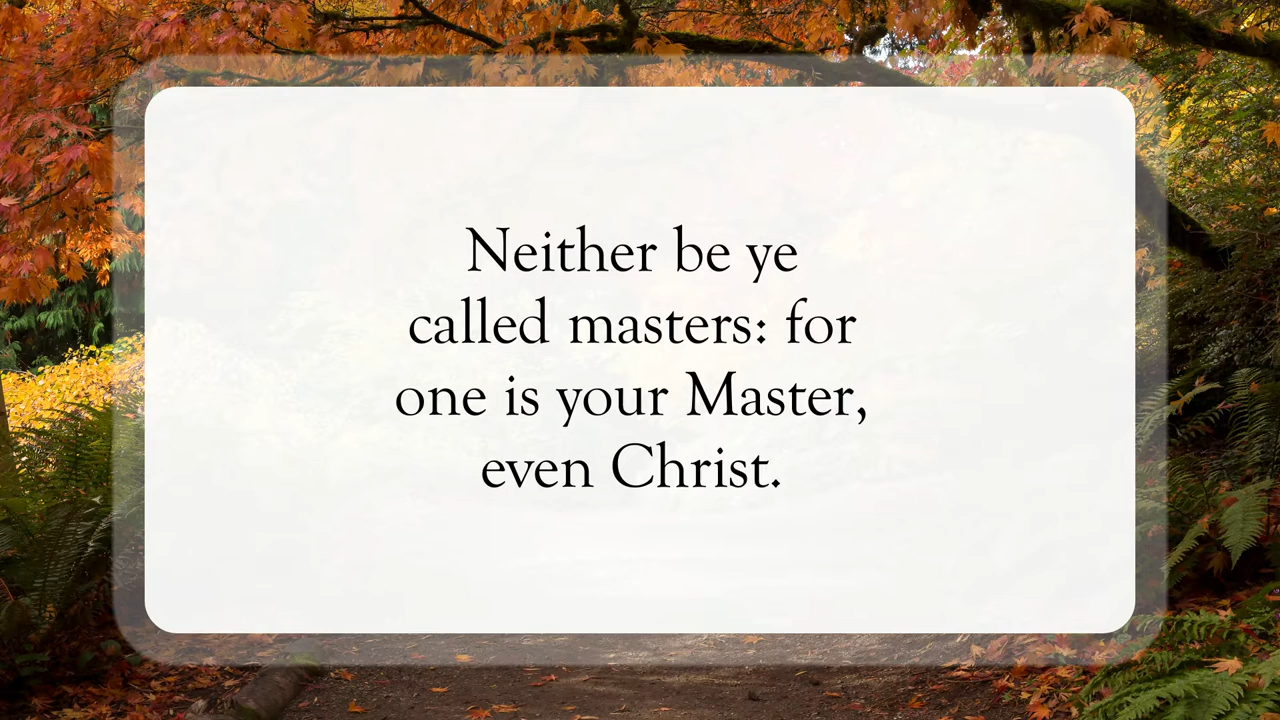 Neither be ye
called masters: for
one is your Master,
even Christ.